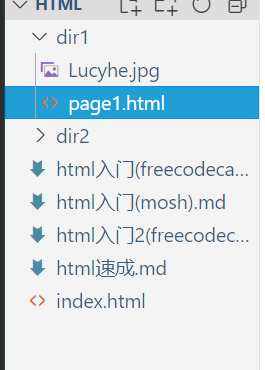 HTML
dir1
Lucyhe.jpg
page1.html
dir2
html入门(freecodeca...
html入门(mosh).md
html入门2(freecodec...
html速成.md
index.html